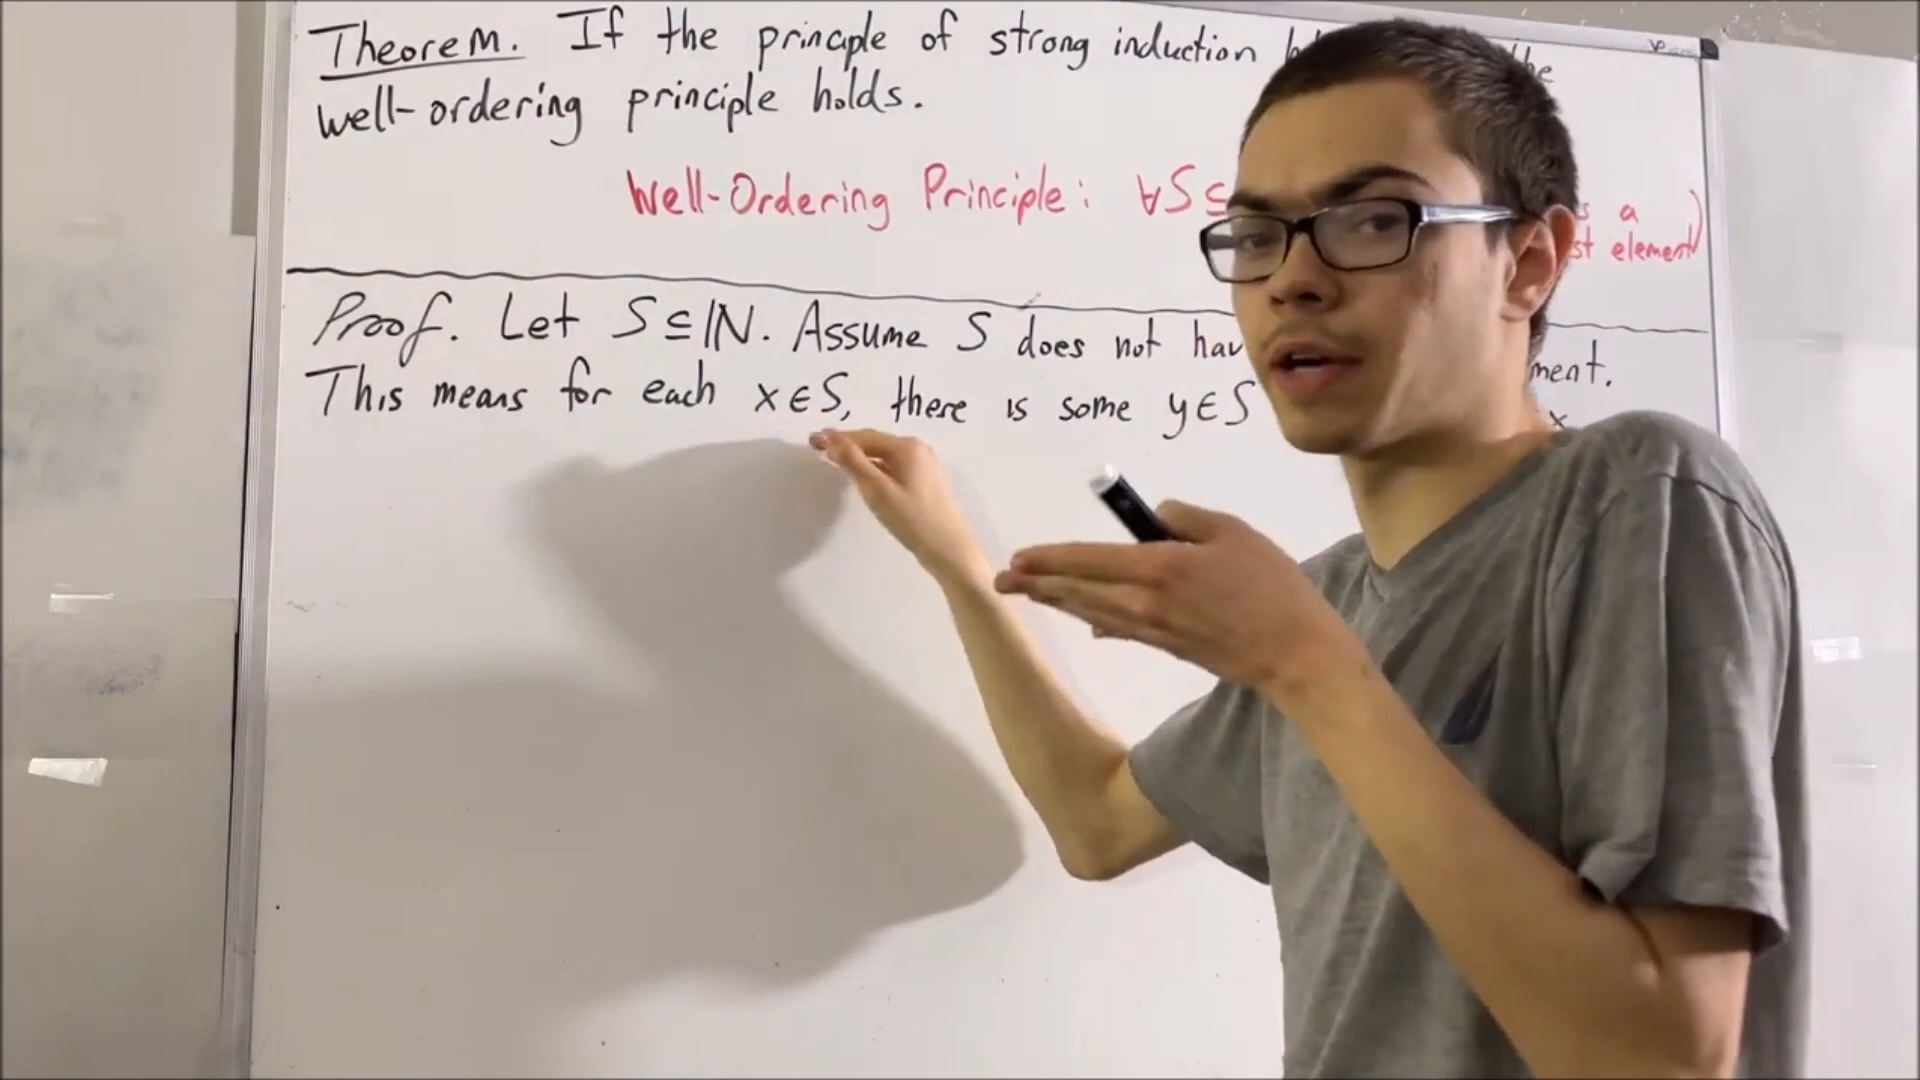 Theorem. If the principle of strong induction
well-ordering principle holds.
Well-Ordering Principle: ∀S⊆
a
element)
Proof. Let S⊆ℕ. Assume S does not
This means for each x∈S, there is some y∈S x